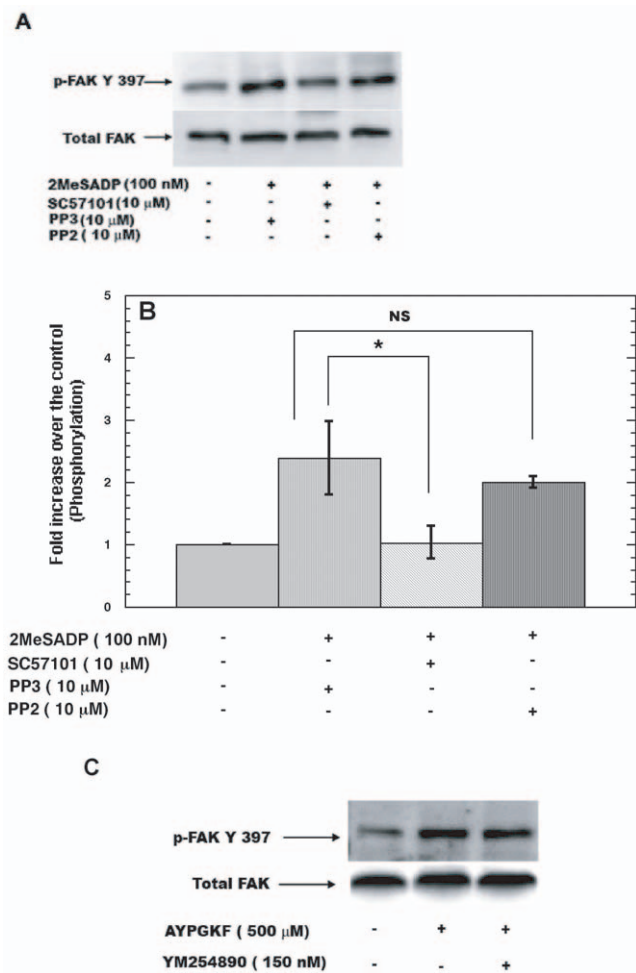 A
p-FAK Y 397
Total FAK
2MeSADP (100 nM) - + + +
SC57101 (10 μM) - - + -
PP3 (10 μM) - + - -
PP2 ( 10 μM) - - - +
B
NS
*
5
4
3
2
1
0
Fold increase over the control
(Phosphorylation)
2MeSADP ( 100 nM) - + + +
SC57101 ( 10 μM) - - + -
PP3 ( 10 μM) - + - -
PP2 ( 10 μM) - - - +
C
p-FAK Y 397
Total FAK
AYPGKF ( 500 μM) - + +
YM254890 ( 150 nM) - - +